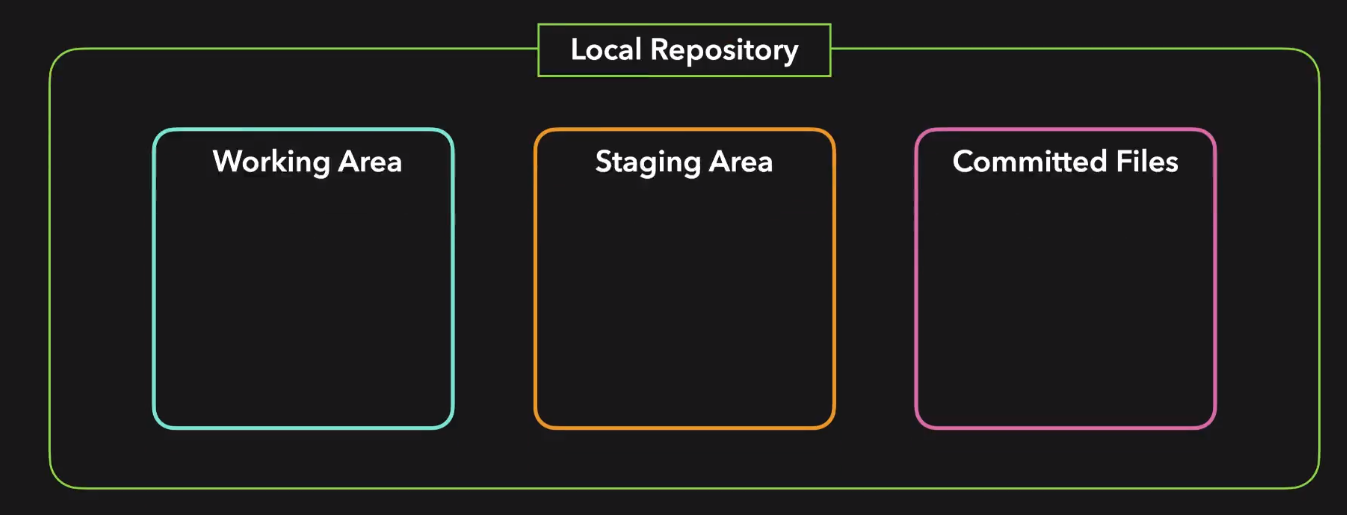 Local Repository
Working Area
Staging Area
Committed Files